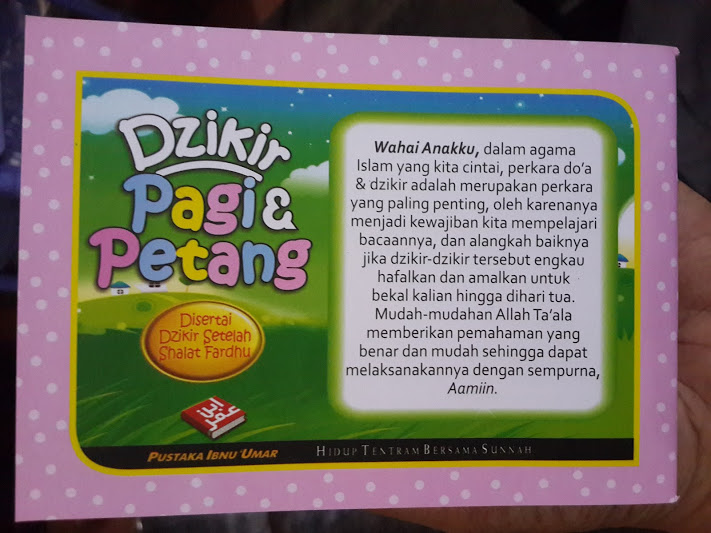 Dzikir
Pagi &
Petang
Disertai
Dzikir Setelah
Shalat Fardhu
Wahai Anakku, dalam agama
Islam yang kita cintai, perkara do'a
& dzikir adalah merupakan perkara
yang paling penting, oleh karenanya
menjadi kewajiban kita mempelajari
bacaannya, dan alangkah baiknya
jika dzikir-dzikir tersebut engkau
hafalkan dan amalkan untuk
bekal kalian hingga dihari tua.
Mudah-mudahan Allah Ta'ala
memberikan pemahaman yang
benar dan mudah sehingga dapat
melaksanakannya dengan sempurna,
Aamiin.
ابن
عمر
PUSTAKA IBNU 'UMAR
HIDUP TENTRAM BERSAMA SUNNAH